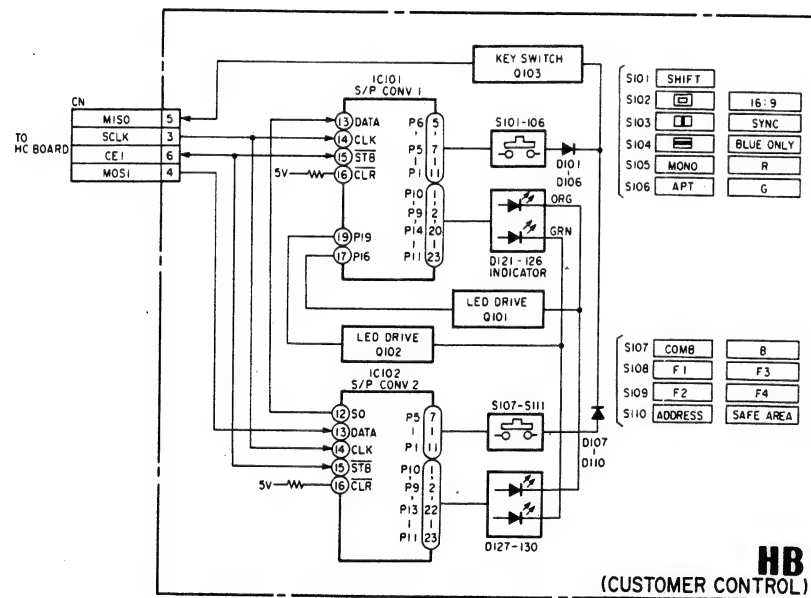 KEY SWITCH
Q103
IC101
S/P CONV 1
CN
TO
HC BOARD
MISO 5
SCLK 3
CE1 6
MOSI 4
13 DATA
14 CLK
15 STB
5V 16 CLR
19 P19
17 P16
P6 5
P5 7
P1 11
P10 1
P9 2
P14 20
P11 23
S101-106
D101
D106
ORG
GRN
D121-126
INDICATOR
S101 SHIFT
S102 16:9
S103 SYNC
S104 BLUE ONLY
S105 MONO R
S106 APT G
LED DRIVE
Q101
LED DRIVE
Q102
IC102
S/P CONV 2
12 SO
13 DATA
14 CLK
15 STB
5V 16 CLR
P5 7
P1 11
P10 1
P9 2
P13 22
P11 23
S107-S111
D107
D110
D127-130
S107 COMB B
S108 F1 F3
S109 F2 F4
S110 ADDRESS SAFE AREA
HB
(CUSTOMER CONTROL)